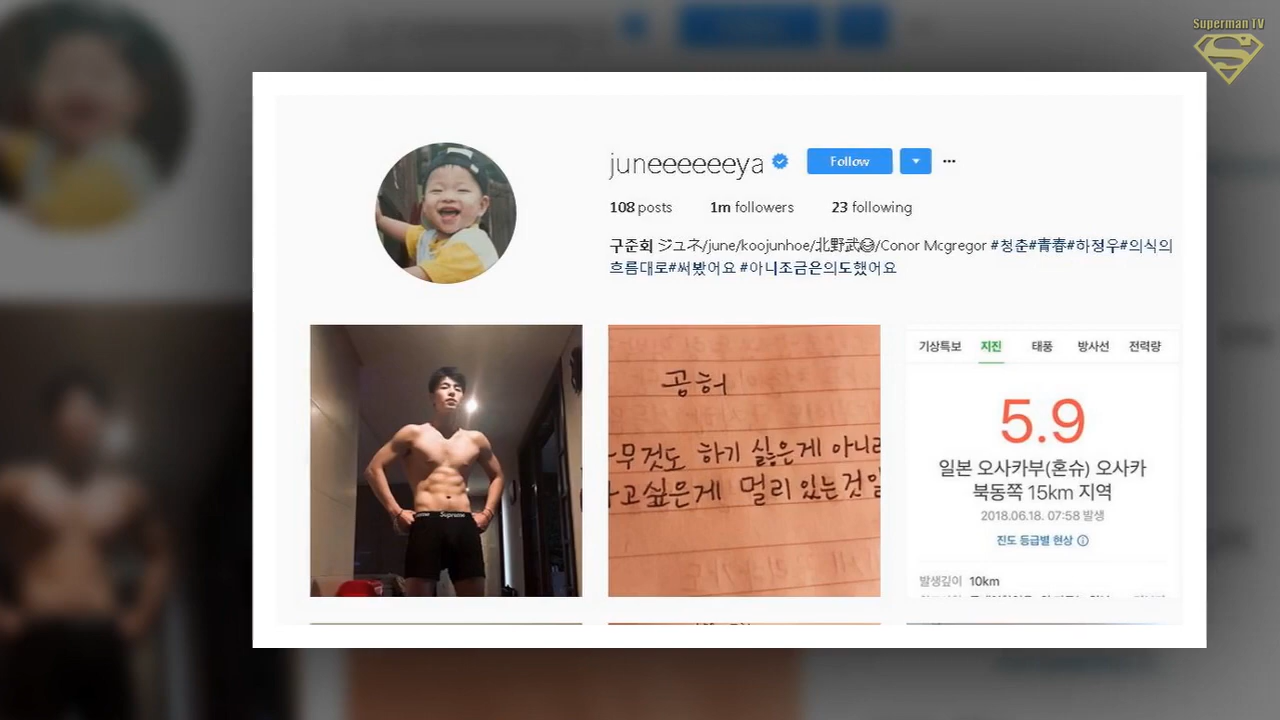 Superman TV
juneeeeeeya
Follow
108 posts
1m followers
23 following
구준회 ジュネ/june/koojunhoe/北野武😂/Conor Mcgregor #청춘#青春#하정우#의식의
흐름대로#써봤어요 #아니조금은의도했어요
공허
무것도 하기 싫은게 아니라
고싶은게 멀리 있는것일
Supreme
기상특보 지진 태풍 방사선 전력량
5.9
일본 오사카부(혼슈) 오사카
북동쪽 15km 지역
2018.06.18. 07:58 발생
진도 등급별 현상
발생깊이 10km